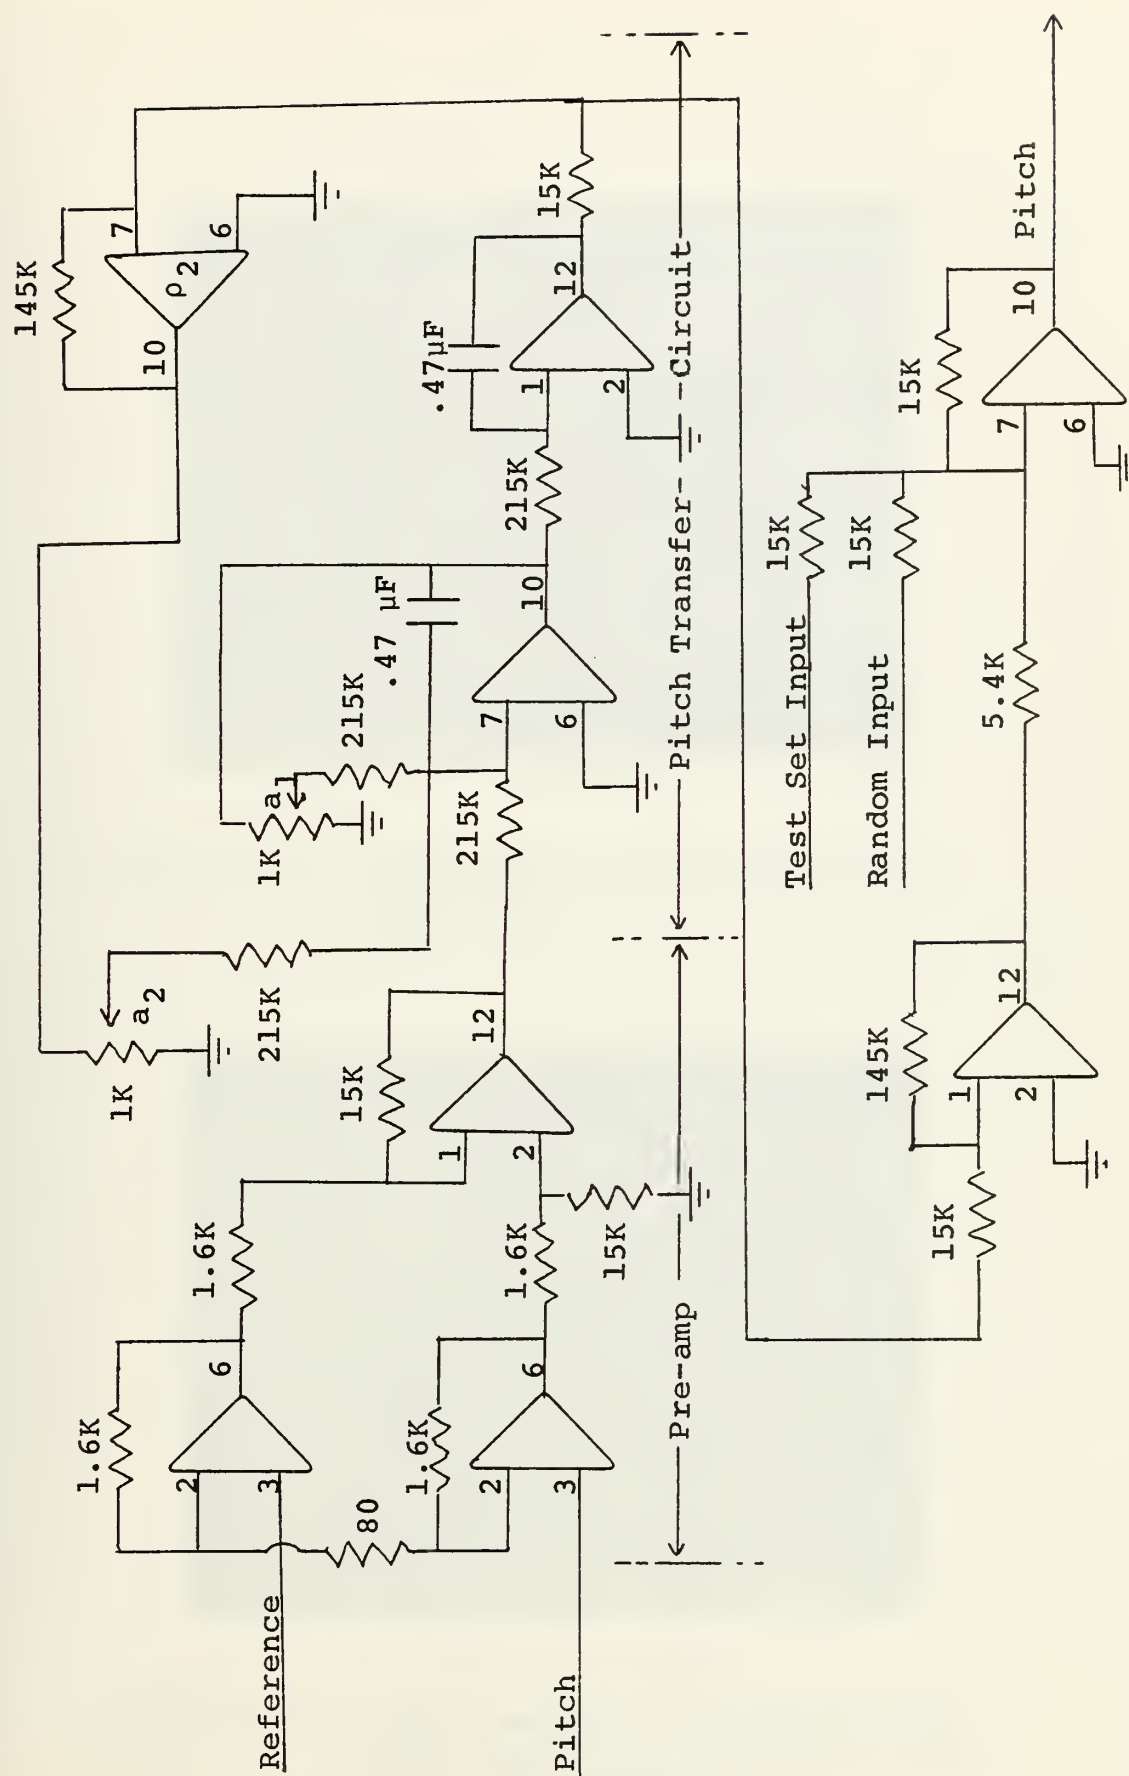 Reference
Pitch
1.6K
2
3
6
80
1.6K
2
3
6
1.6K
1.6K
15K
15K
1
2
12
Pre-amp
1K
a2
215K
1K
a1
215K
.47 µF
215K
7
6
10
215K
.47µF
1
2
12
15K
145K
10
ρ2
7
6
Pitch Transfer- Circuit
15K
145K
1
2
12
5.4K
Test Set Input
15K
Random Input
15K
15K
7
6
10
Pitch